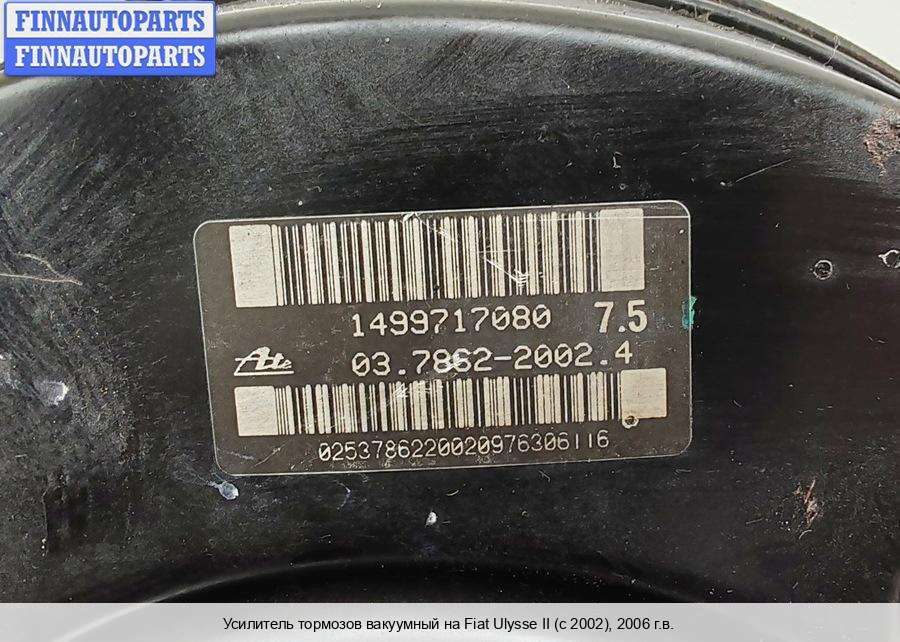 FINNAUTOPARTS
FINNAUTOPARTS
1499717080 7.5
Ate 03.7862-2002.4
0253786220020976306116
Усилитель тормозов вакуумный на Fiat Ulysse II (с 2002), 2006 г.в.